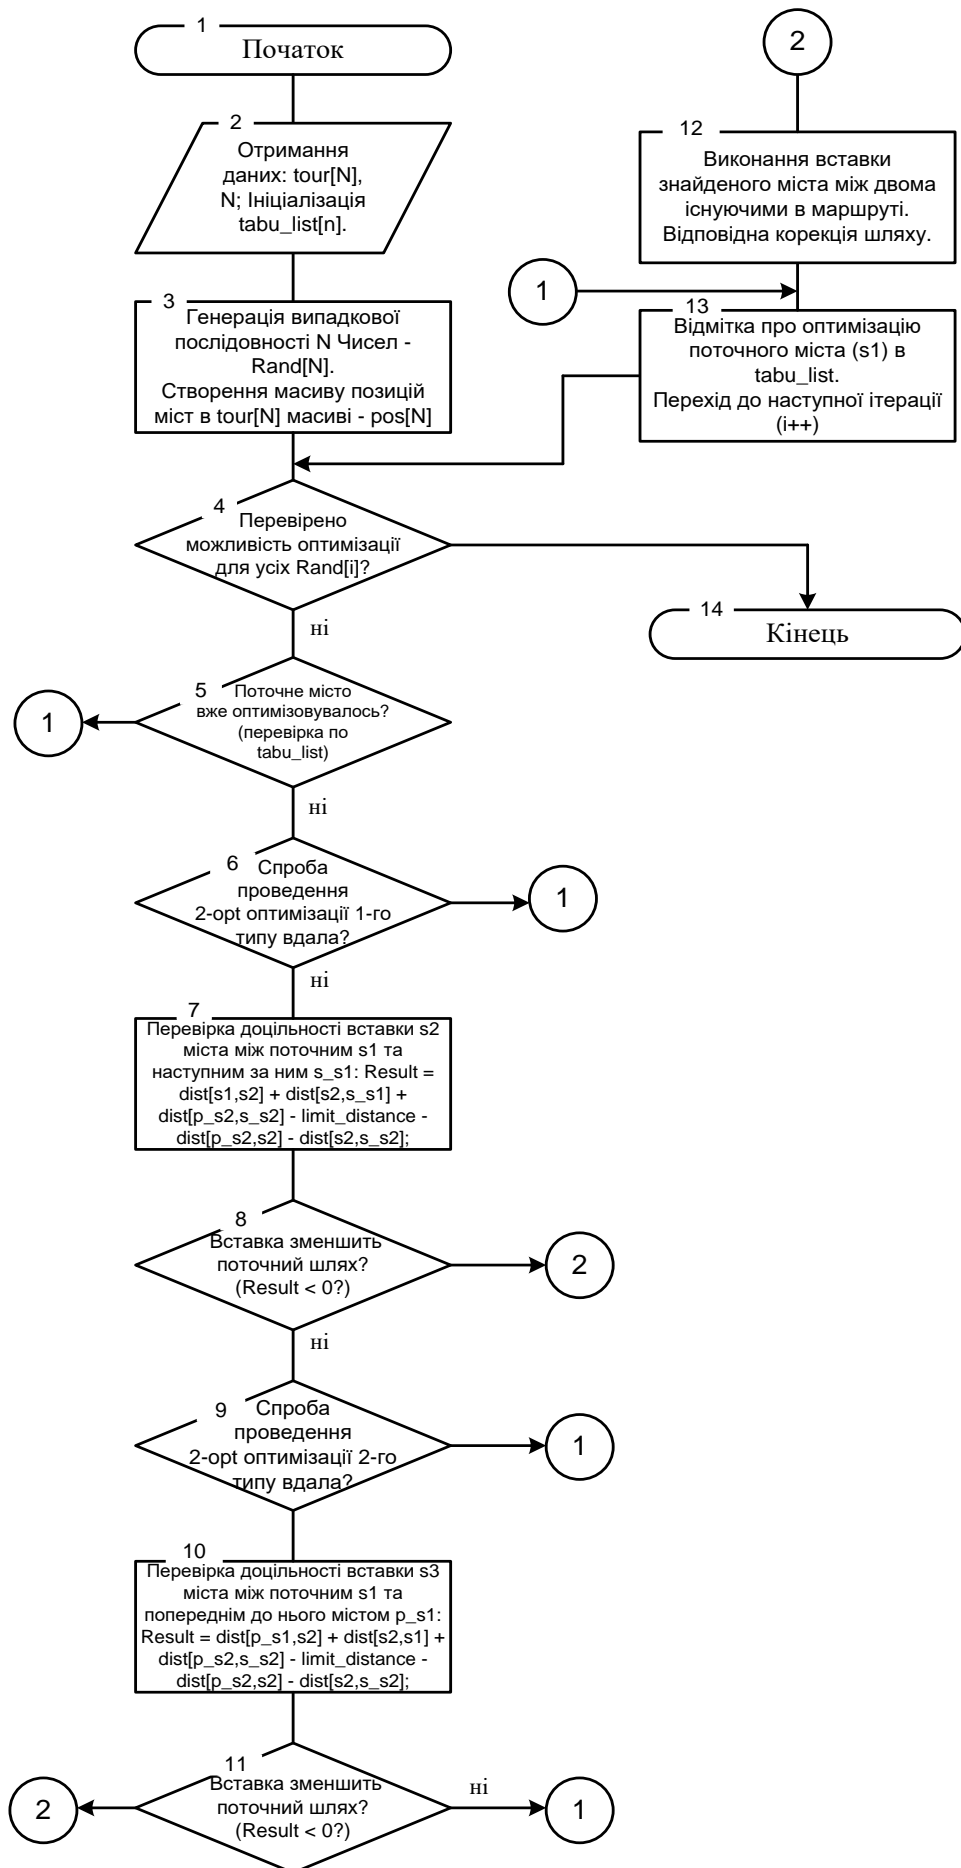 1
Початок
2
Отримання
даних: tour[N],
N; Ініціалізація
tabu_list[n].
3
Генерація випадкової
послідовності N Чисел -
Rand[N].
Створення масиву позицій
міст в tour[N] масиві - pos[N]
4
Перевірено
можливість оптимізації
для усіх Rand[i]?
ні
5
Поточне місто
вже оптимізовувалось?
(перевірка по
tabu_list)
1
ні
6
Спроба
проведення
2-opt оптимізації 1-го
типу вдала?
1
ні
7
Перевірка доцільності вставки s2
міста між поточним s1 та
наступним за ним s_s1: Result =
dist[s1,s2] + dist[s2,s_s1] +
dist[p_s2,s_s2] - limit_distance -
dist[p_s2,s2] - dist[s2,s_s2];
8
Вставка зменшить
поточний шлях?
(Result < 0?)
2
ні
9
Спроба
проведення
2-opt оптимізації 2-го
типу вдала?
1
10
Перевірка доцільності вставки s3
міста між поточним s1 та
попереднім до нього містом p_s1:
Result = dist[p_s1,s2] + dist[s2,s1] +
dist[p_s2,s_s2] - limit_distance -
dist[p_s2,s2] - dist[s2,s_s2];
11
Вставка зменшить
поточний шлях?
(Result < 0?)
2
ні
1
2
12
Виконання вставки
знайденого міста між двома
існуючими в маршруті.
Відповідна корекція шляху.
1
13
Відмітка про оптимізацію
поточного міста (s1) в
tabu_list.
Перехід до наступної ітерації
(i++)
14
Кінець